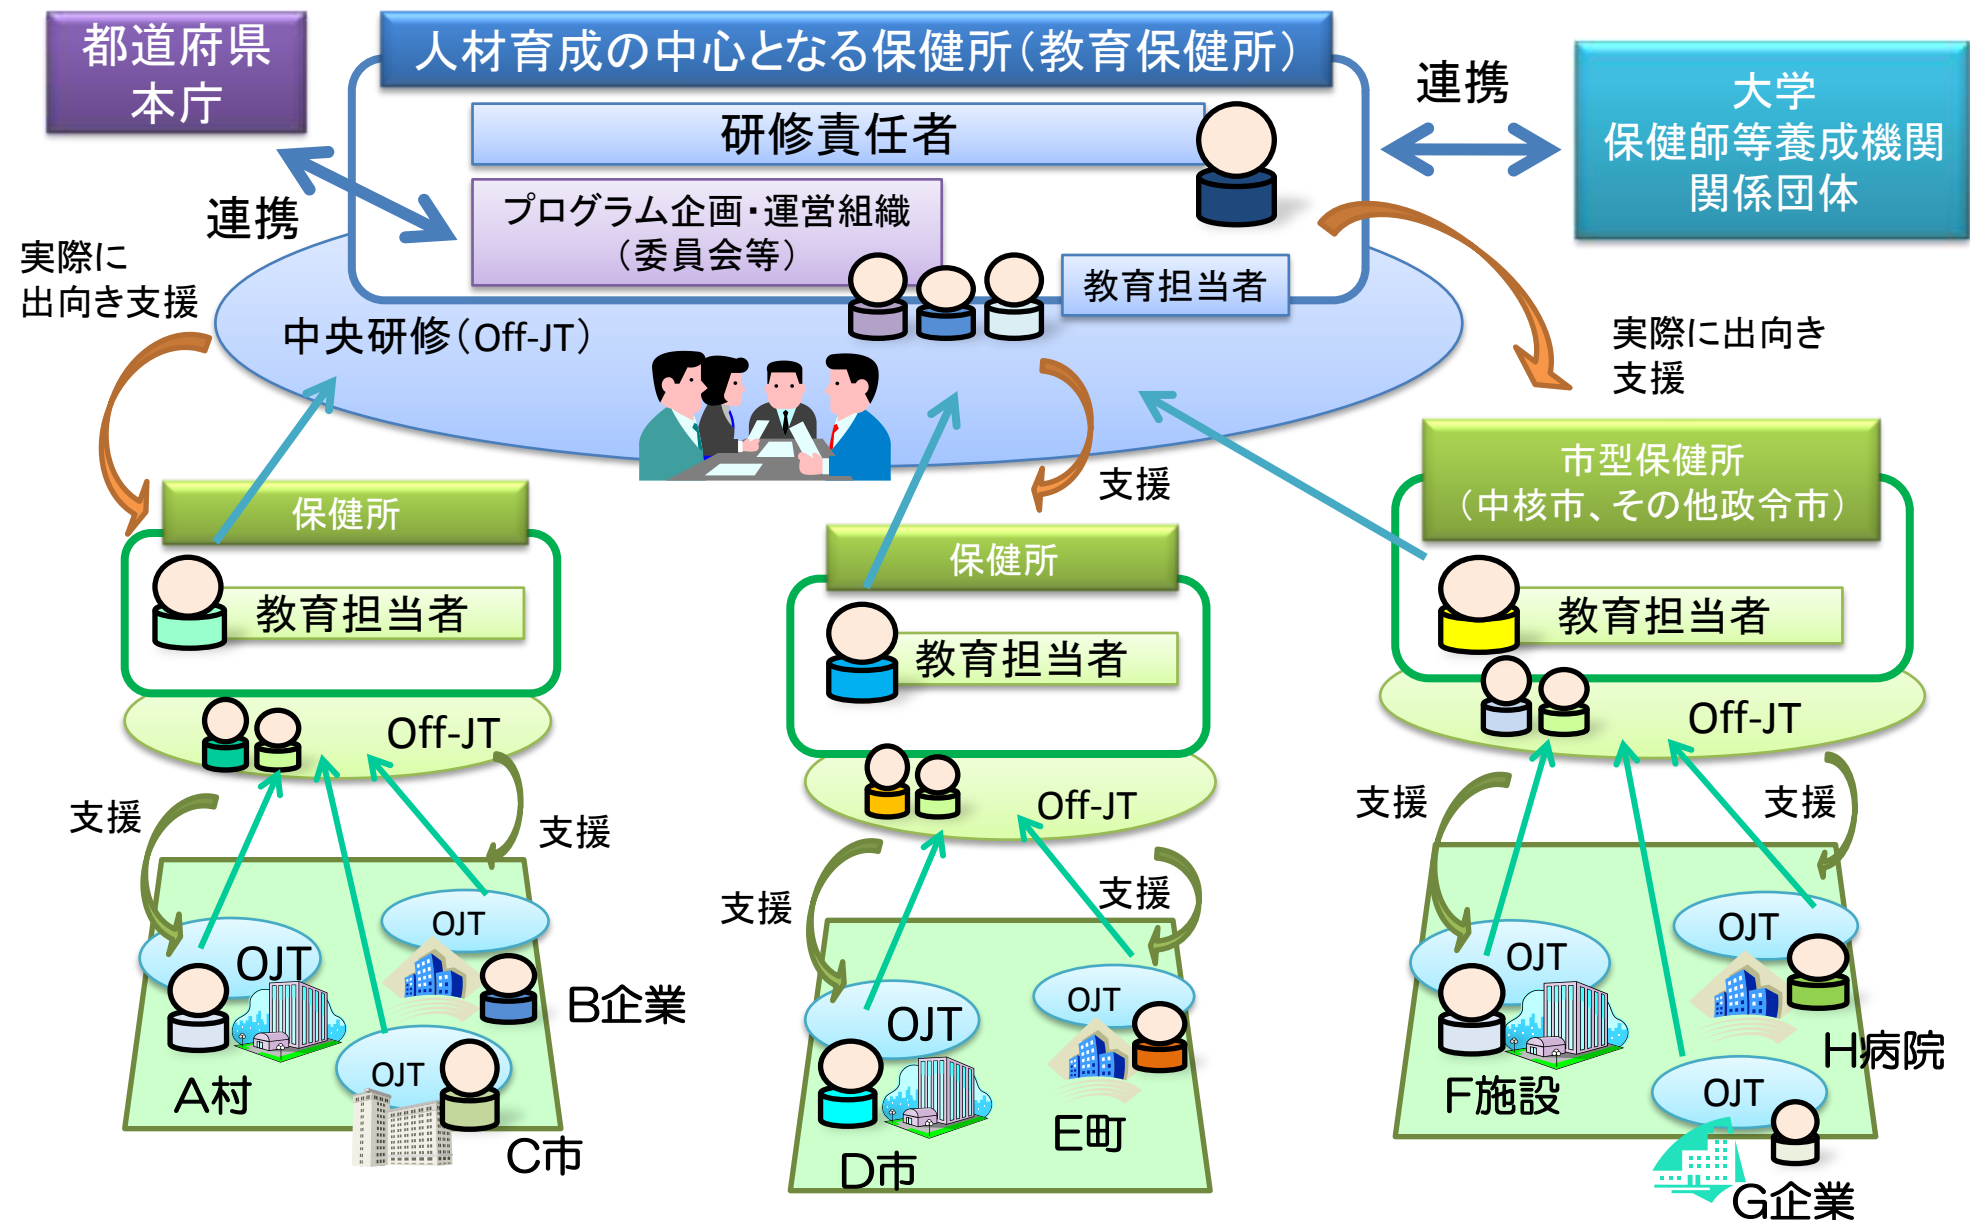 都道府県
本庁
人材育成の中心となる保健所（教育保健所）
連携
大学
保健師等養成機関
関係団体
研修責任者
連携
プログラム企画・運営組織
（委員会等）
教育担当者
実際に
出向き支援
中央研修（Off-JT）
実際に出向き
支援
支援
保健所
教育担当者
Off-JT
支援
支援
OJT
A村
OJT
B企業
OJT
C市
保健所
教育担当者
Off-JT
支援
支援
OJT
D市
OJT
E町
市型保健所
（中核市、その他政令市）
教育担当者
Off-JT
支援
支援
OJT
F施設
OJT
H病院
OJT
G企業